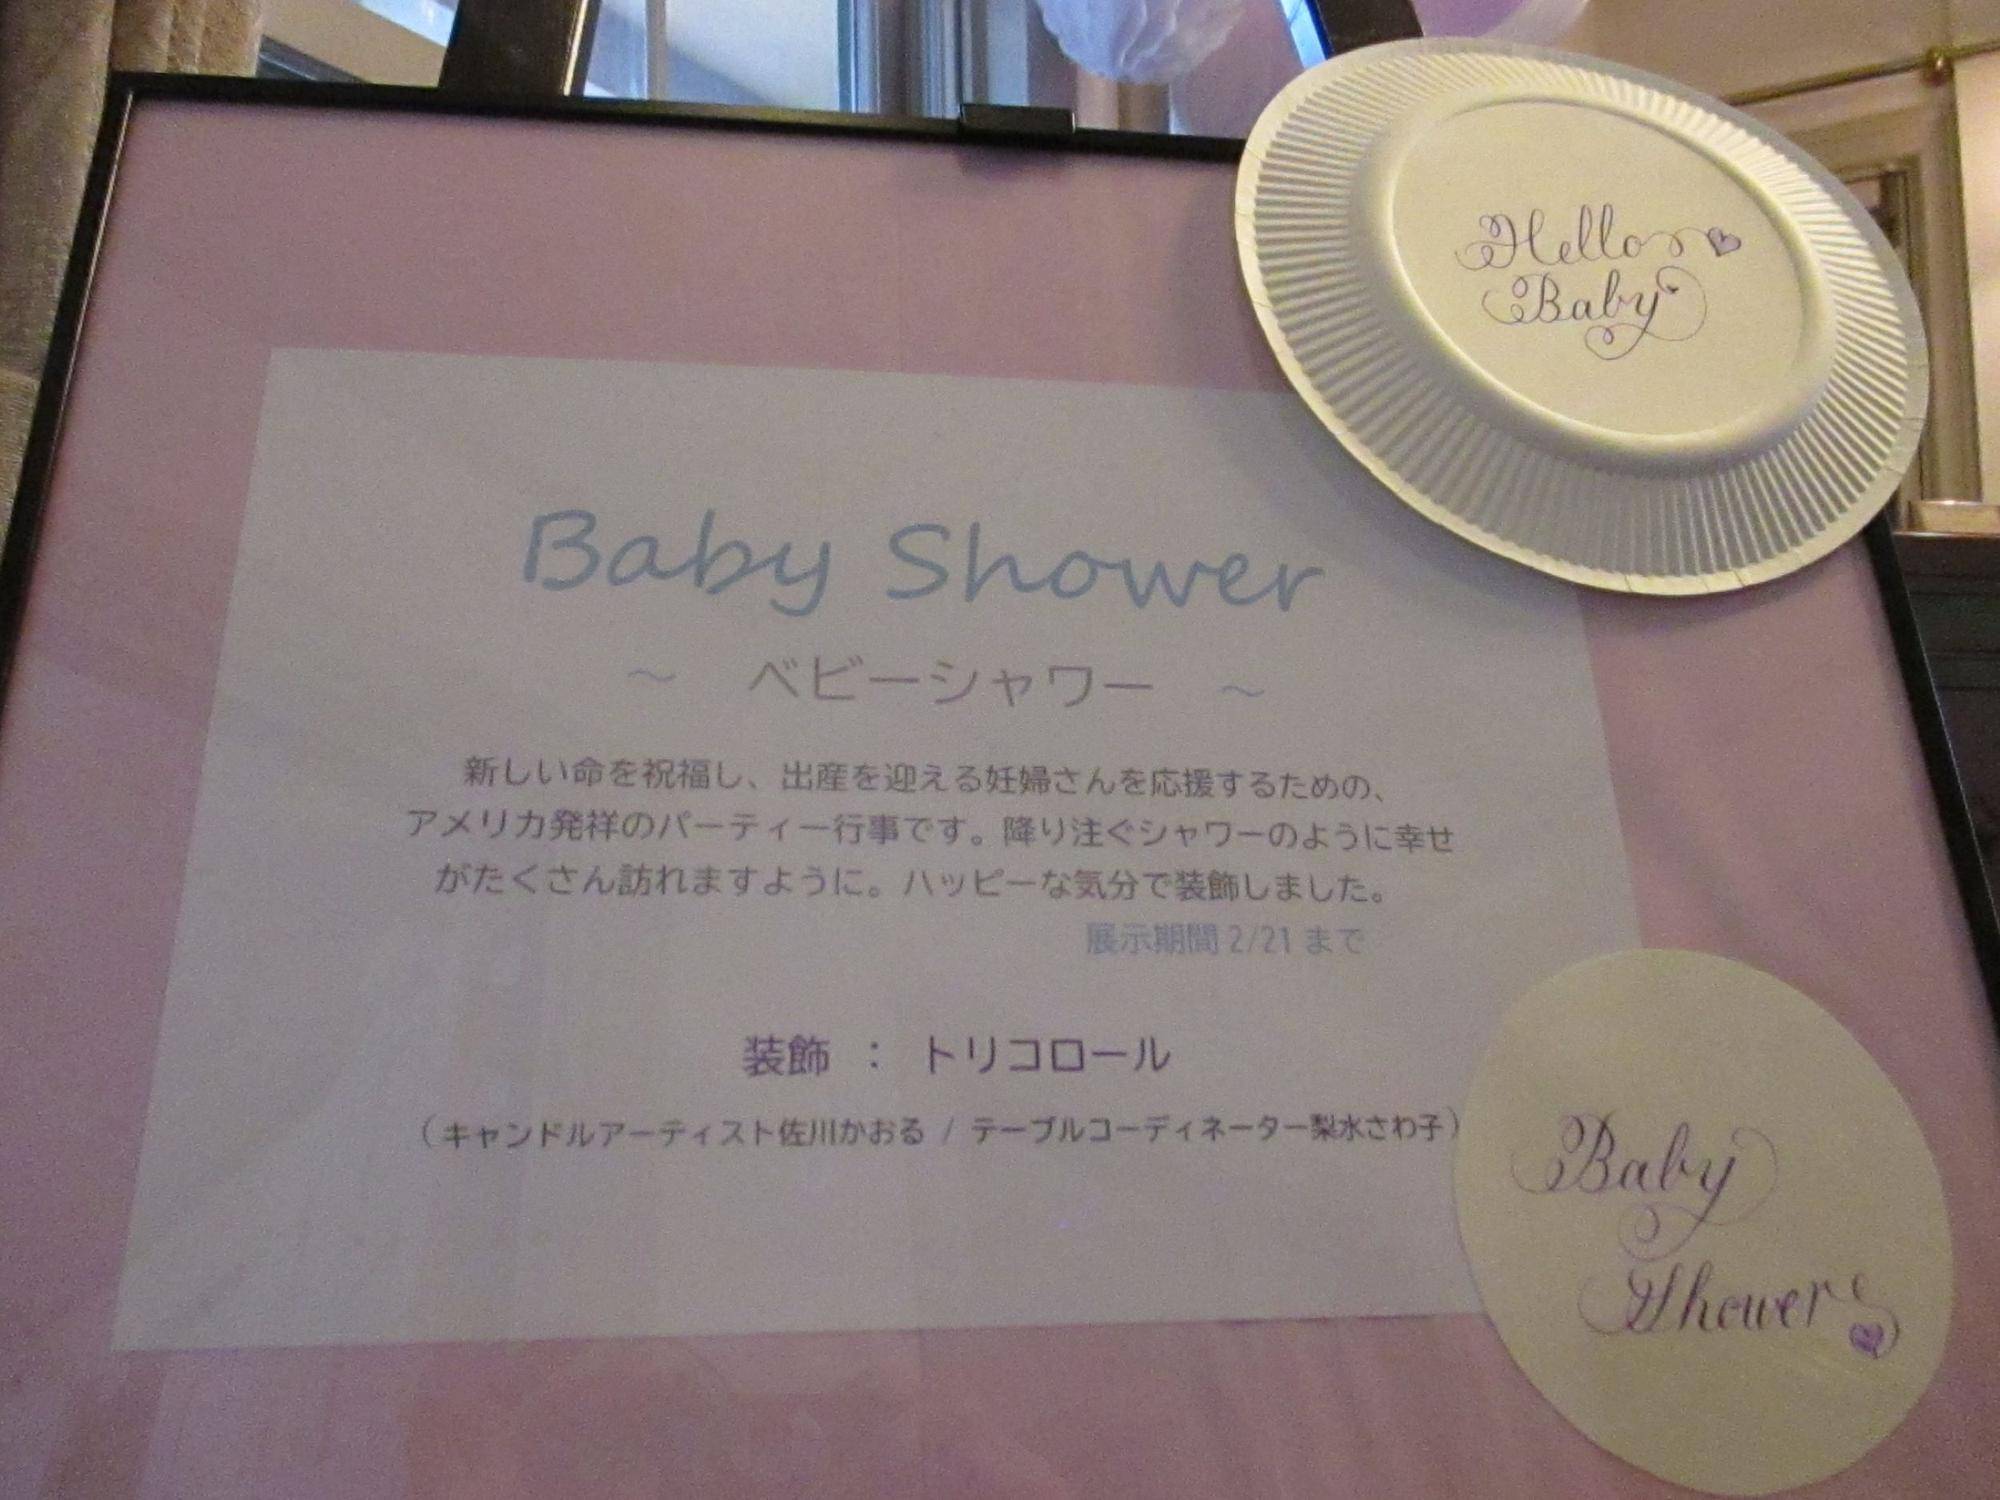 Hello
Baby
Baby Shower
～ ベビーシャワー ～
新しい命を祝福し、出産を迎える妊婦さんを応援するための、
アメリカ発祥のパーティー行事です。降り注ぐシャワーのように幸せ
がたくさん訪れますように。ハッピーな気分で装飾しました。
展示期間 2/21 まで
装飾 ： トリコロール
（キャンドルアーティスト佐川かおる / テーブルコーディネーター梨水さわ子）
Baby
Shower